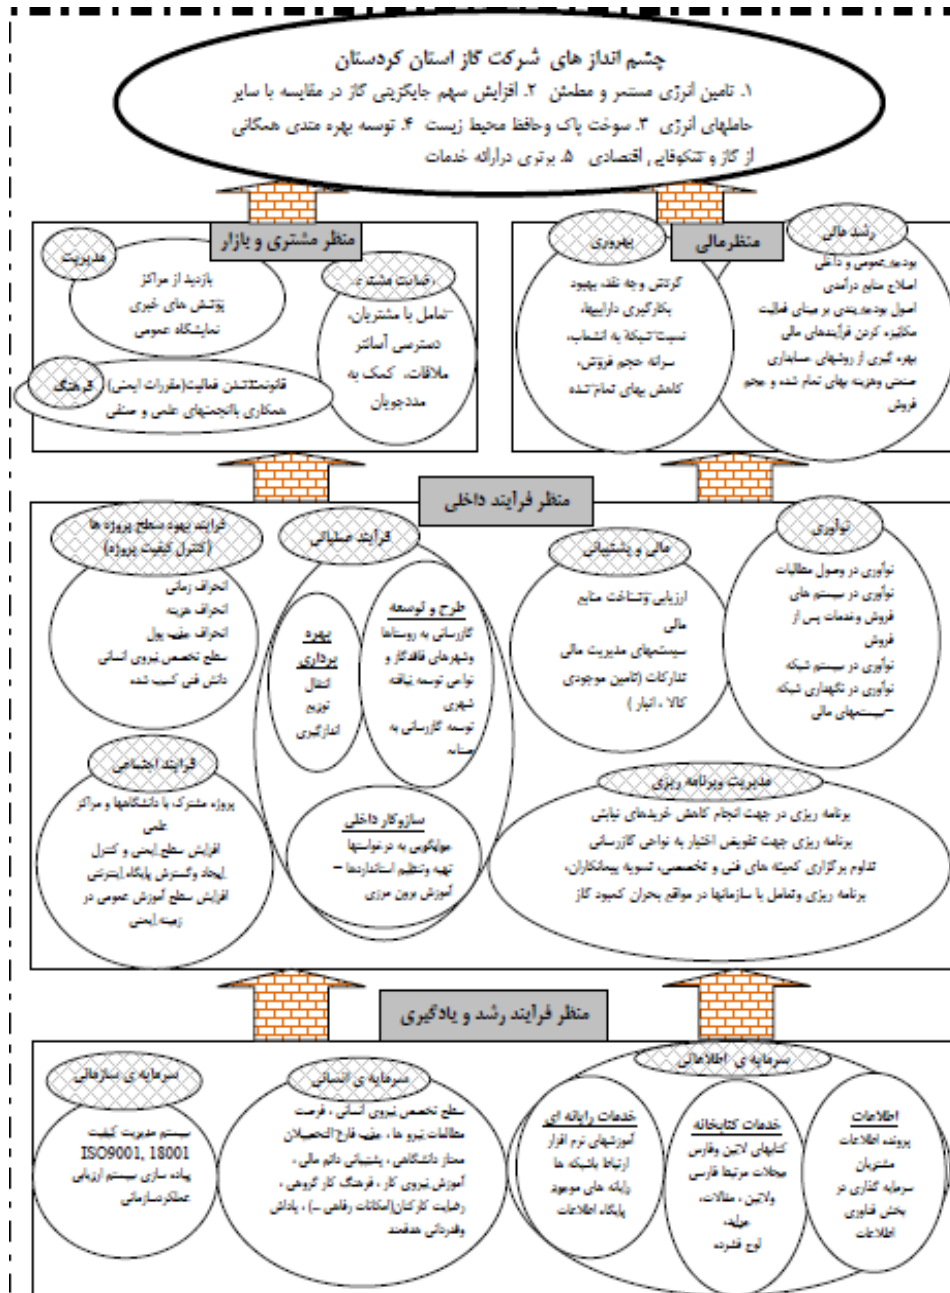 چشم انداز های شرکت گاز استان کردستان
۱. تامین انرژی مستمر و مطمئن ۲. افزایش سهم جایگزینی گاز در مقایسه با سایر
حاملهای انرژی ۳. سوخت پاک وحافظ محیط زیست ۴. توسعه بهره مندی همگانی
از گاز و شکوفایی اقتصادی ۵. برتری درارائه خدمات
منظرمالی
رشد مالی
بودجه عمومی و داخلی
اصلاح منابع درآمدی
اصول بودجه بندی بر مبنای فعالیت
مکانیزه کردن فرآیندهای مالی
بهره گیری از روشهای حسابداری
صنعتی وهزینه بهای تمام شده و حجم
فروش
بهروری
گردش وجه نقد، بهبود
بکارگیری داراییها،
نسبت شبکه به انشعاب،
سرانه حجم فروش،
کاهش بهای تمام شده
منظر مشتری و بازار
رضایت مشتری
تعامل با مشتریان،
دسترسی آسانتر
ملاقات، کمک به
مددجویان
مدیریت
بازدید از مراکز
پوشش های خبری
نمایشگاه عمومی
فرهنگ
قانونمندشدن فعالیت(مقررات ایمنی)
همکاری باانجمنهای علمی و صنفی
منظر فرآیند داخلی
نوآوری
نوآوری در وصول مطالبات
نوآوری در سیستم های
فروش وخدمات پس از
فروش
نوآوری در سیستم شبکه
نوآوری در نگهداری شبکه
–سیستمهای مالی
مالی و پشتیبانی
ارزیابی وشناخت منابع
مالی
سیستمهای مدیریت مالی
تدارکات (تامین موجودی
کالا ، انبار )
فرآیند عملیاتی
طرح و توسعه
گازرسانی به روستاها
وشهرهای فاقدگاز و
نواحی توسعه نیافته
شهری
توسعه گازرسانی به
صنایع
بهره
برداری
انتقال
توزیع
اندازگیری
سازوکار داخلی
جوابگویی به درخواستها
تهیه وتنظیم استانداردها –
آموزش برون مرزی
فرایند بهبود سطح پروژه ها
(کنترل کیفیت پروژه)
انحراف زمانی
انحراف هزینه
انحراف جذب پول
سطح تخصص نیروی انسانی
دانش فنی کسب شده
فرایند اجتماعی
پروژه مشترک با دانشگاهها و مراکز
علمی
افزایش سطح ایمنی و کنترل
ایجاد وگسترش پایگاه اینترنتی
افزایش سطح آموزش عمومی در
زمینه ایمنی
مدیریت وبرنامه ریزی
برنامه ریزی در جهت انجام کاهش خریدهای نیابتی
برنامه ریزی جهت تفویض اختیار به نواحی گازرسانی
تداوم برگزاری کمیته های فنی و تخصصی، تسویه پیمانکاران،
برنامه ریزی وتعامل با سازمانها در مواقع بحران کمبود گاز
منظر فرآیند رشد و یادگیری
سرمایه ی اطلاعاتی
اطلاعات
پرونده اطلاعات
مشتریان
سرمایه گذاری در
بخش فناوری
اطلاعات
خدمات کتابخانه
کتابهای لاتین وفارس
مجلات مرتبط فارسی
ولاتین ، مقالات،
لوح فشرده
خدمات رایانه ای
آموزشهای نرم افزار
ارتباط باشبکه ها
رایانه های موجود
پایگاه اطلاعات
سرمایه ی انسانی
سطح تخصص نیروی انسانی ، فرصت
مطالعات نیرو ها ، جذب فارغ التحصیلان
ممتاز دانشگاهی ، پشتیبانی دائم مالی ،
آموزش نیروی کار ، فرهنگ کار گروهی ،
رضایت کارکنان(امکانات رفاهی ...) ، پاداش
وقدردانی هدفمند
سرمایه ی سازمانی
سیستم مدیریت کیفیت
ISO9001, 18001
پیاده سازی سیستم ارزیابی
عملکردسازمانی